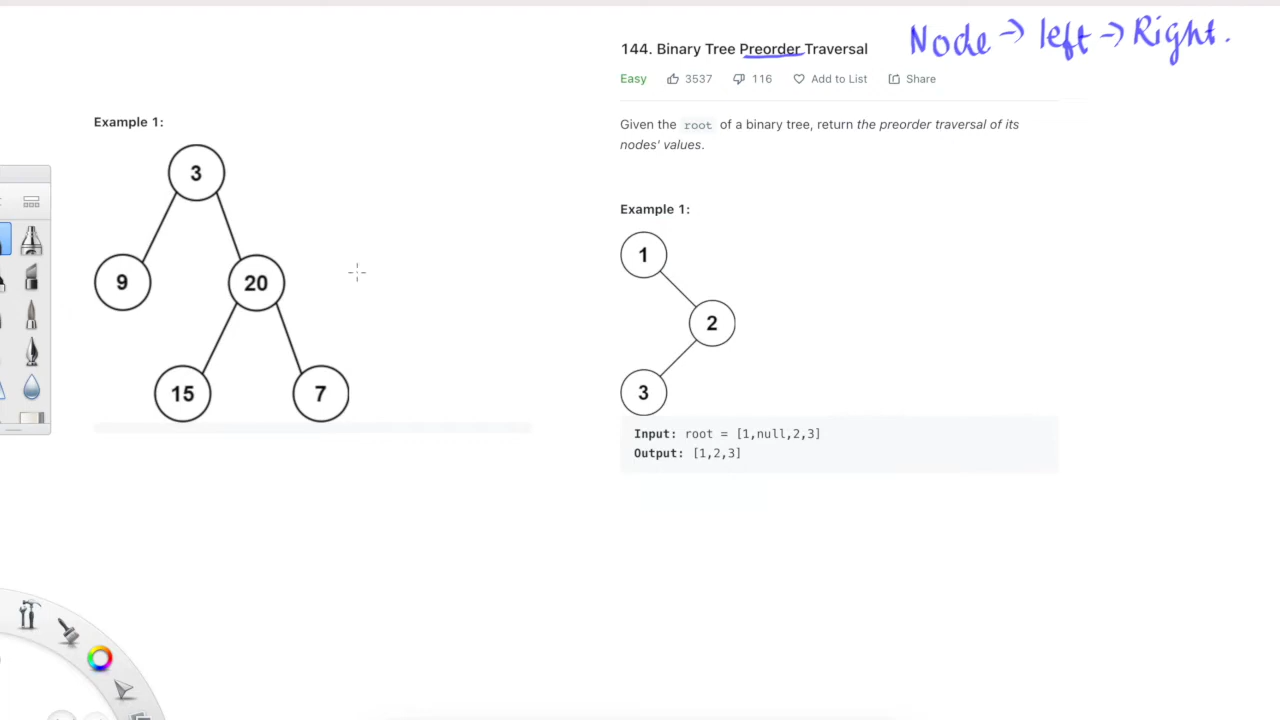 Node → left → Right.
144. Binary Tree Preorder Traversal
Easy 3537 116 Add to List Share
Given the root of a binary tree, return the preorder traversal of its
nodes' values.
Example 1:
3
9
20
15
7
Example 1:
1
2
3
Input: root = [1,null,2,3]
Output: [1,2,3]